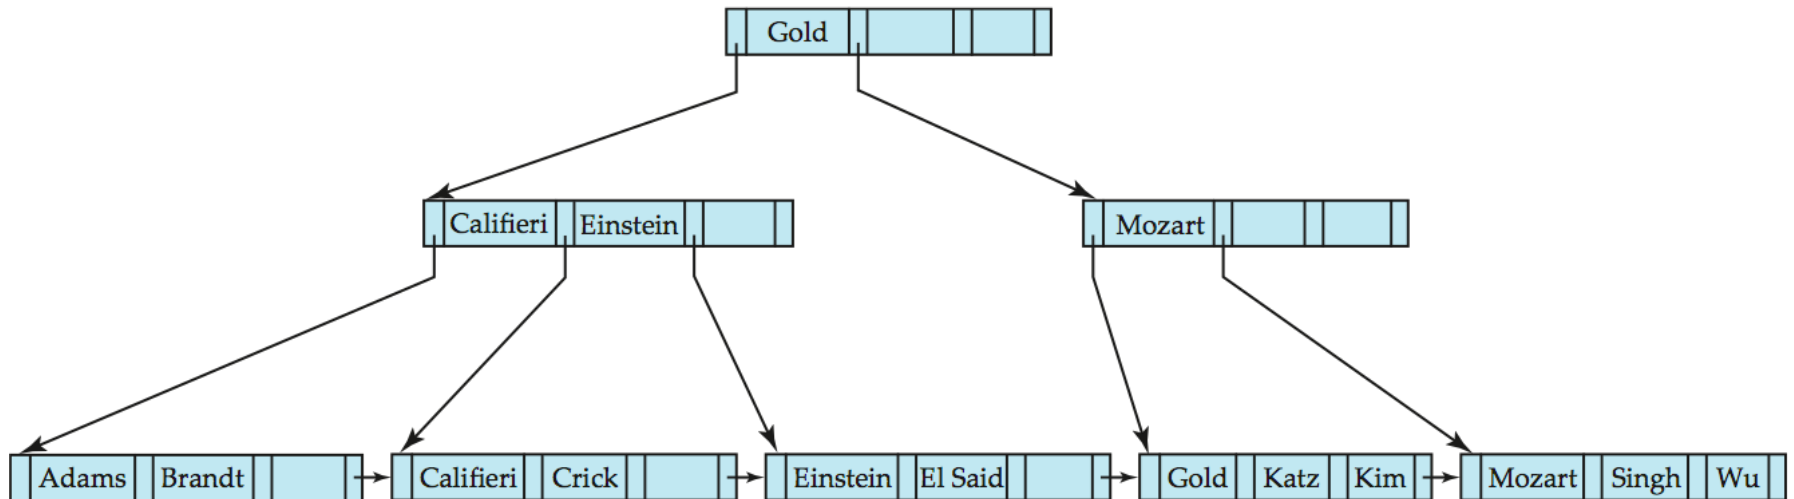 Gold
Califieri Einstein
Mozart
Adams Brandt
Califieri Crick
Einstein El Said
Gold Katz Kim
Mozart Singh Wu